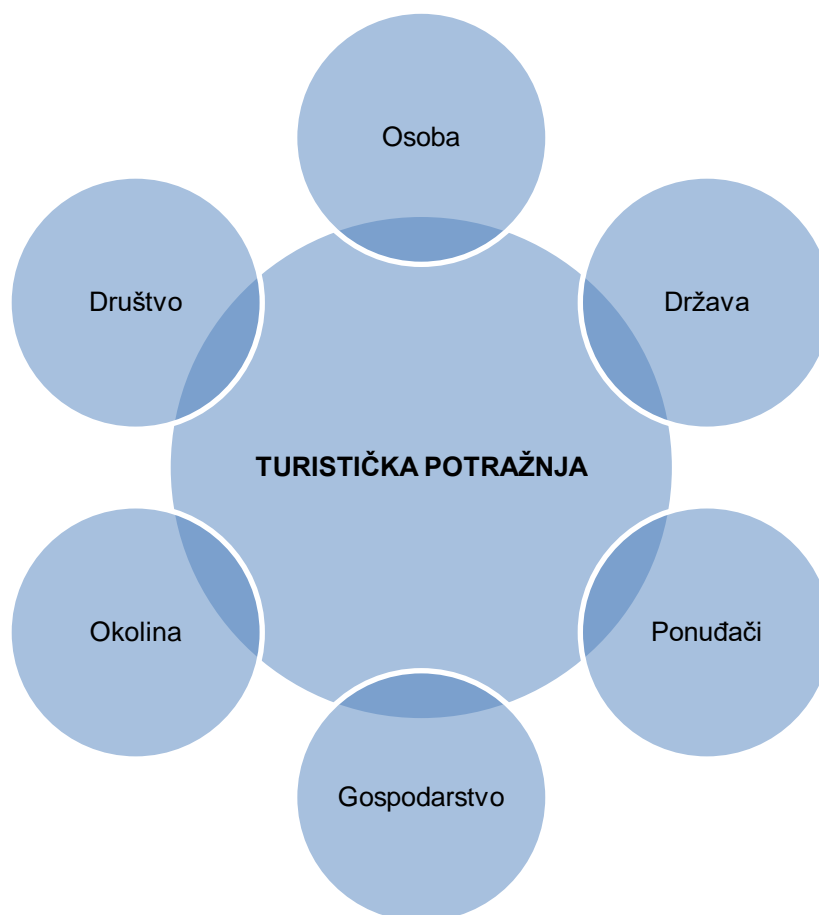 Osoba
Društvo
Država
TURISTIČKA POTRAŽNJA
Okolina
Ponuđači
Gospodarstvo